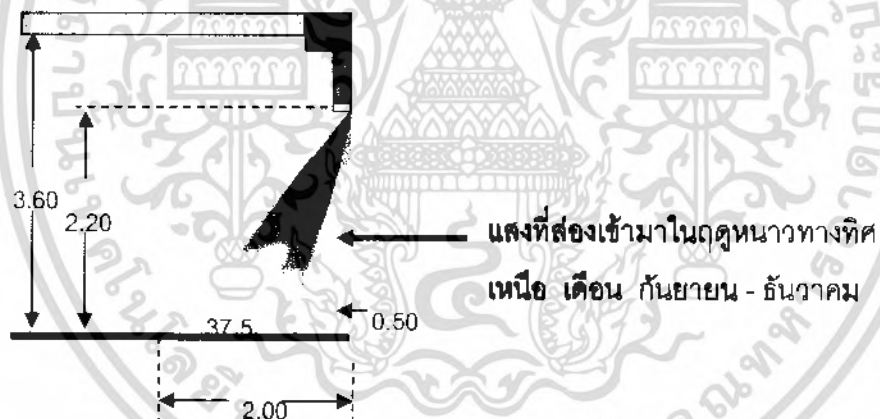 3.60
2.20
แสงที่ส่องเข้ามาในฤดูหนาวทางทิศ
เหนือ เดือน กันยายน - ธันวาคม
37.5
0.50
2.00